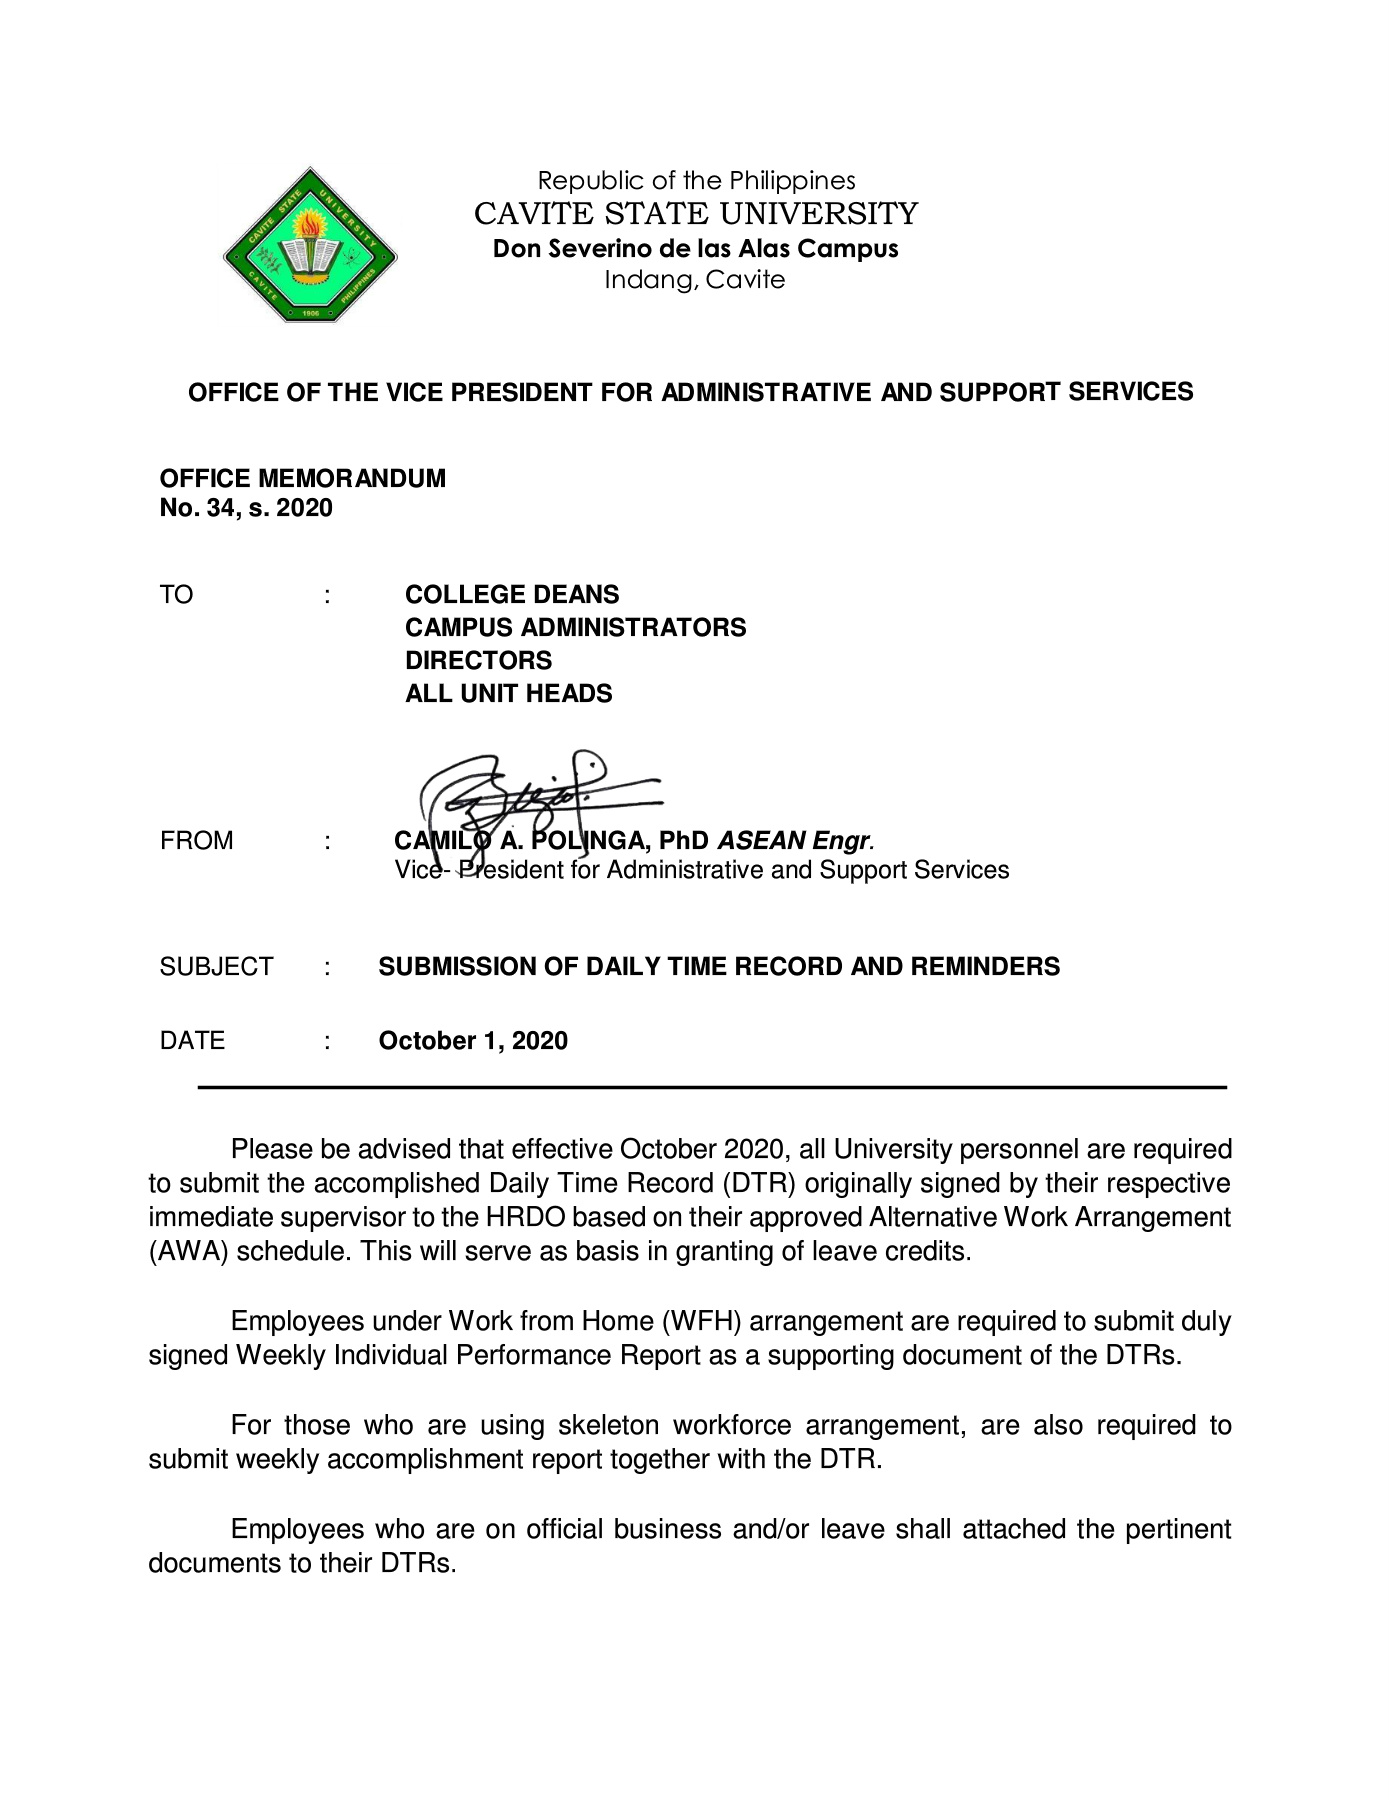 Republic of the Philippines
CAVITE STATE UNIVERSITY
Don Severino de las Alas Campus
Indang, Cavite
CAVITE STATE UNIVERSITY
CAVITE PHILIPPINES
1906
OFFICE OF THE VICE PRESIDENT FOR ADMINISTRATIVE AND SUPPORT SERVICES
OFFICE MEMORANDUM
No. 34, s. 2020
TO : COLLEGE DEANS
CAMPUS ADMINISTRATORS
DIRECTORS
ALL UNIT HEADS
FROM : CAMILO A. POLINGA, PhD ASEAN Engr.
Vice- President for Administrative and Support Services
SUBJECT : SUBMISSION OF DAILY TIME RECORD AND REMINDERS
DATE : October 1, 2020
Please be advised that effective October 2020, all University personnel are required
to submit the accomplished Daily Time Record (DTR) originally signed by their respective
immediate supervisor to the HRDO based on their approved Alternative Work Arrangement
(AWA) schedule. This will serve as basis in granting of leave credits.
Employees under Work from Home (WFH) arrangement are required to submit duly
signed Weekly Individual Performance Report as a supporting document of the DTRs.
For those who are using skeleton workforce arrangement, are also required to
submit weekly accomplishment report together with the DTR.
Employees who are on official business and/or leave shall attached the pertinent
documents to their DTRs.